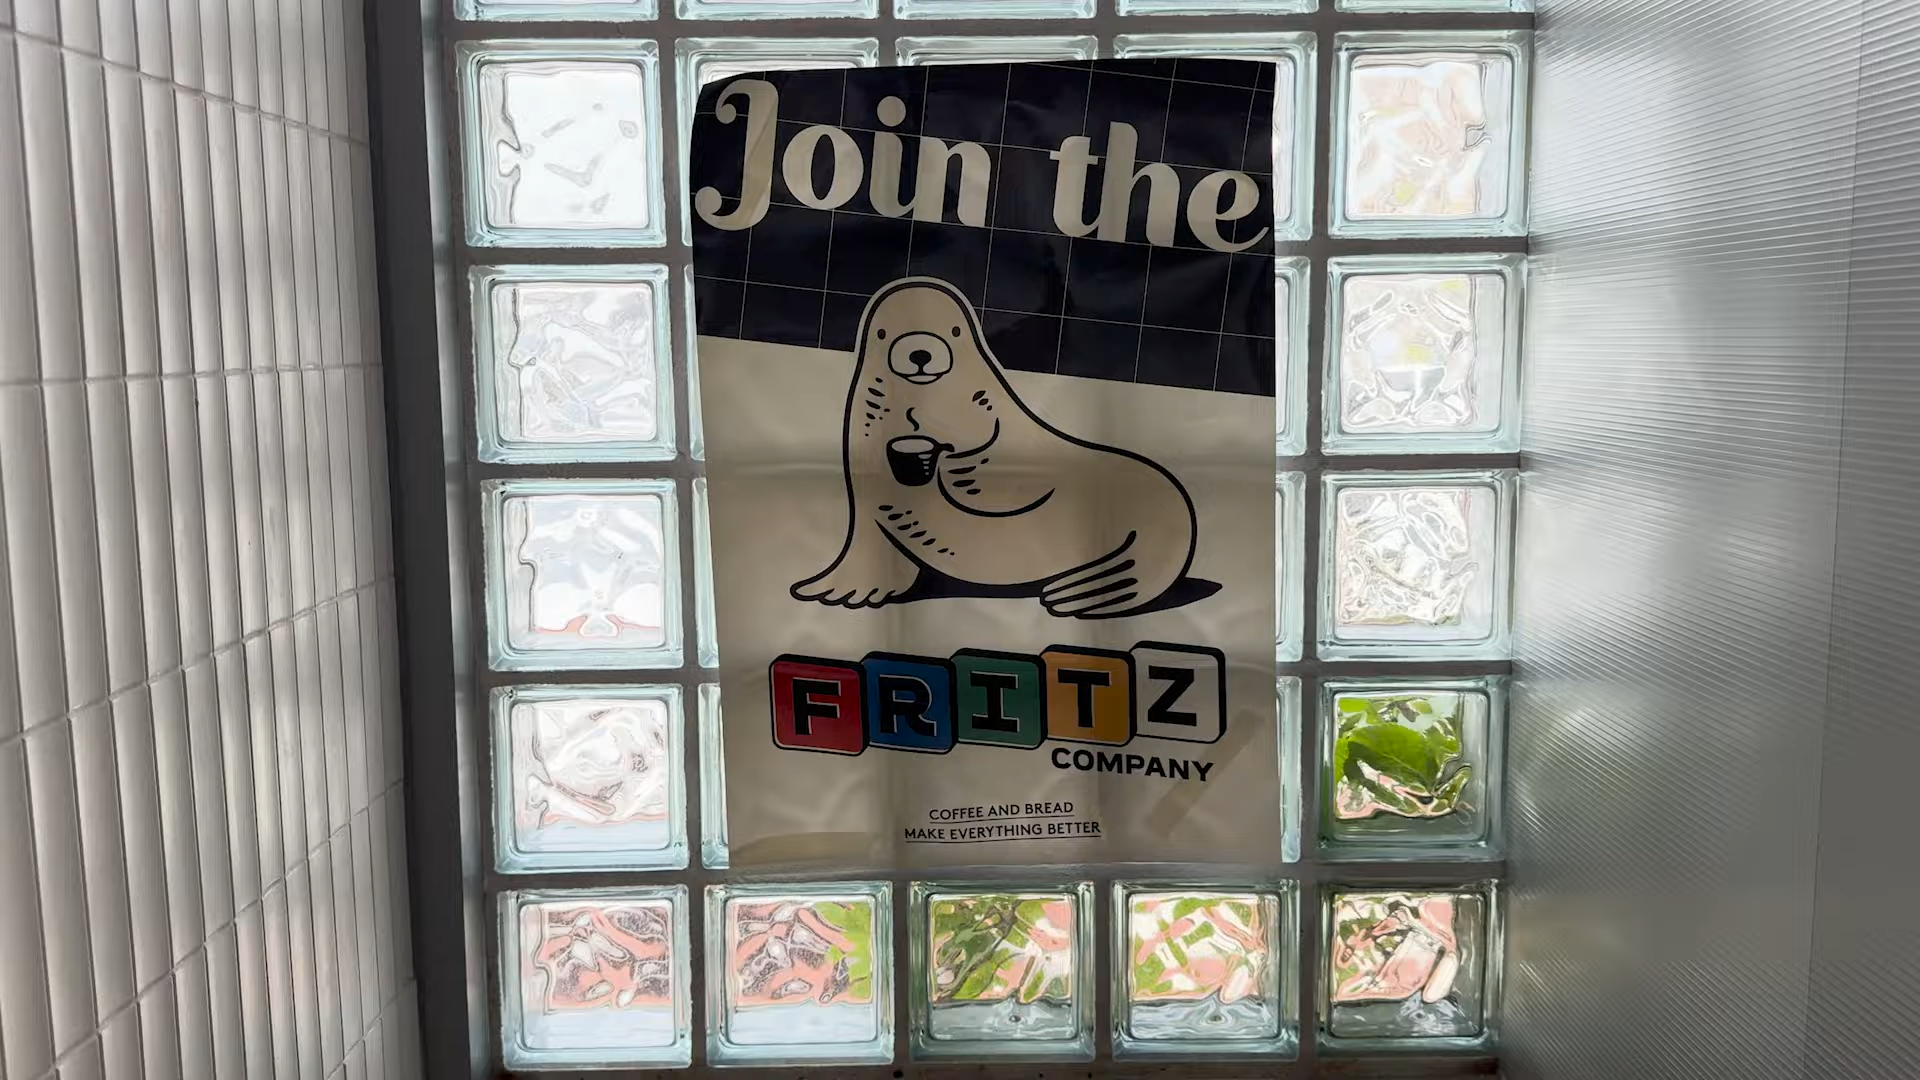 Join the
FRITZ
COMPANY
COFFEE AND BREAD
MAKE EVERYTHING BETTER